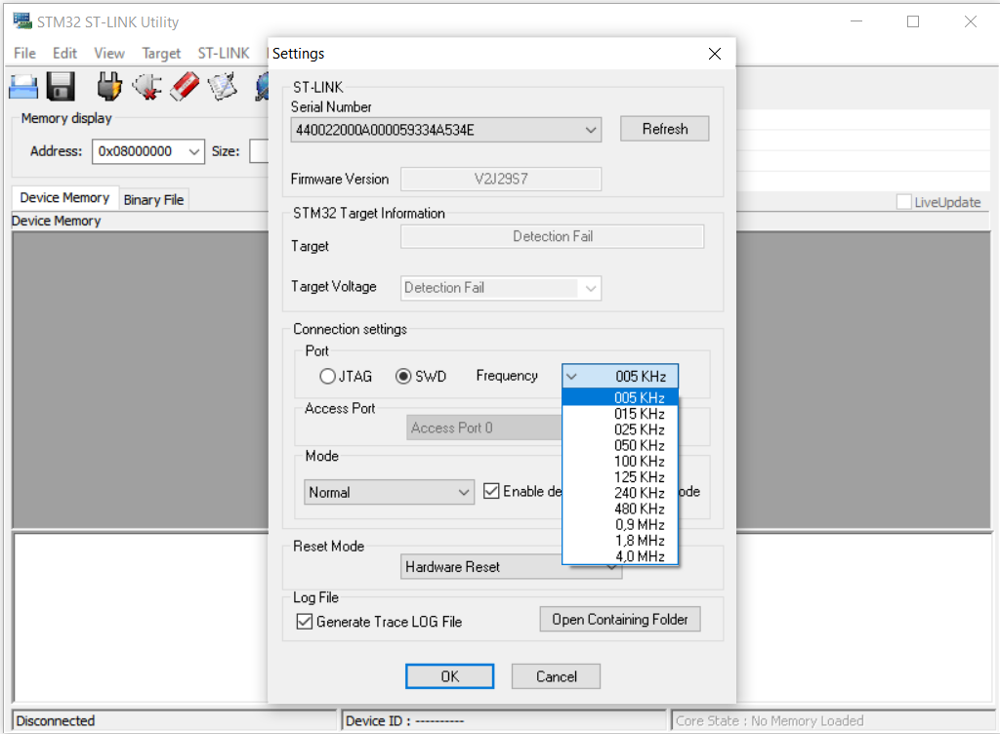 STM32 ST-LINK Utility
File Edit View Target ST-LINK
Settings
ST-LINK
Serial Number
440022000A000059334A534E
Refresh
Memory display
Address: 0x08000000 Size:
Firmware Version V2J29S7
Device Memory Binary File
LiveUpdate
Device Memory
STM32 Target Information
Target Detection Fail
Target Voltage Detection Fail
Connection settings
Port
JTAG SWD Frequency 005 KHz
005 KHz
015 KHz
025 KHz
050 KHz
100 KHz
125 KHz
240 KHz
480 KHz
0,9 MHz
1,8 MHz
4,0 MHz
Access Port
Access Port 0
Mode
Normal Enable de ode
Reset Mode
Hardware Reset
Log File
Generate Trace LOG File Open Containing Folder
OK Cancel
Disconnected Device ID : ---------- Core State : No Memory Loaded